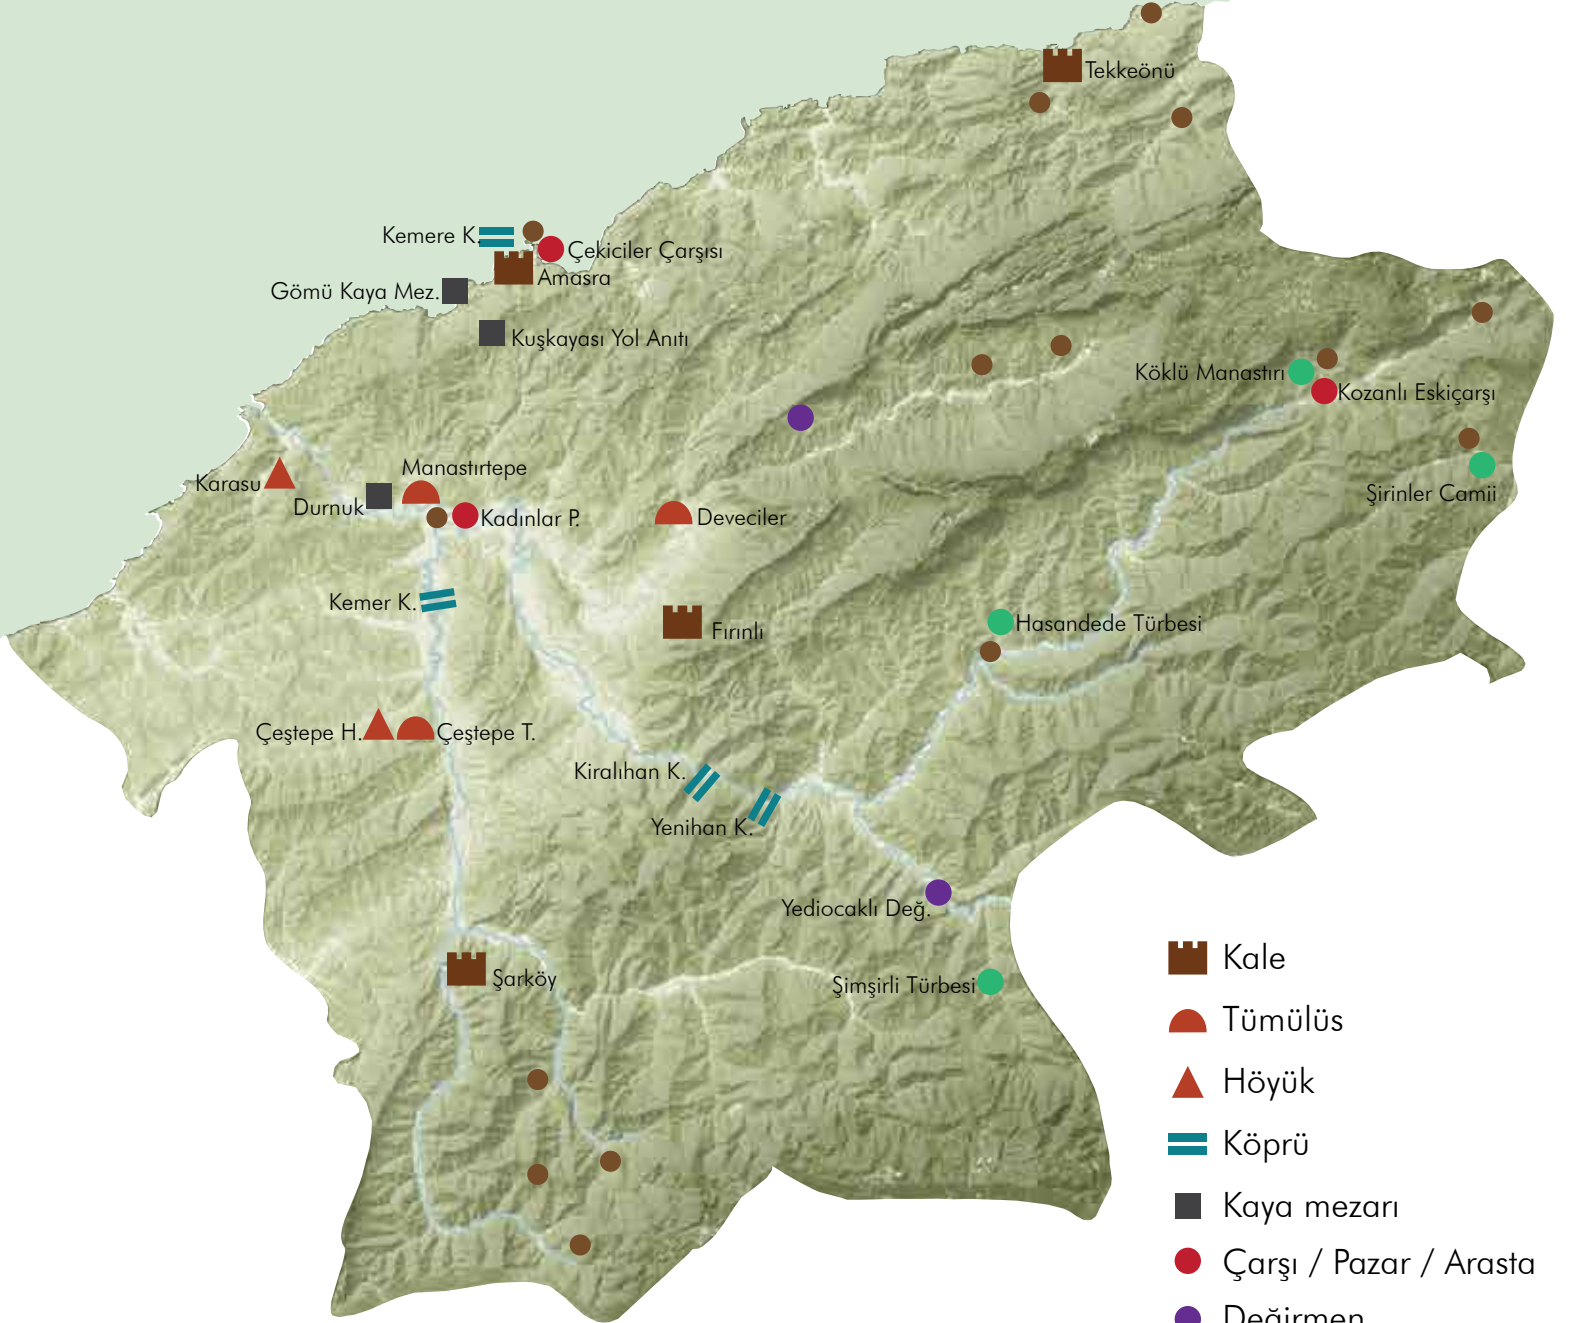 Tekkeönü
Kemere K.
Çekiciler Çarşısı
Amasra
Gömü Kaya Mez.
Kuşkayası Yol Anıtı
Köklü Manastırı
Kozanlı Eskiçarşı
Manastırtepe
Karasu
Durnuk
Şirinler Camii
Kadınlar P.
Deveciler
Kemer K.
Fırınlı
Hasandede Türbesi
Çeştepe H.
Çeştepe T.
Kiralıhan K.
Yenihan K.
Yediocaklı Değ.
Şarköy
Şimşirli Türbesi
Kale
Tümülüs
Höyük
Köprü
Kaya mezarı
Çarşı / Pazar / Arasta
Değirmen